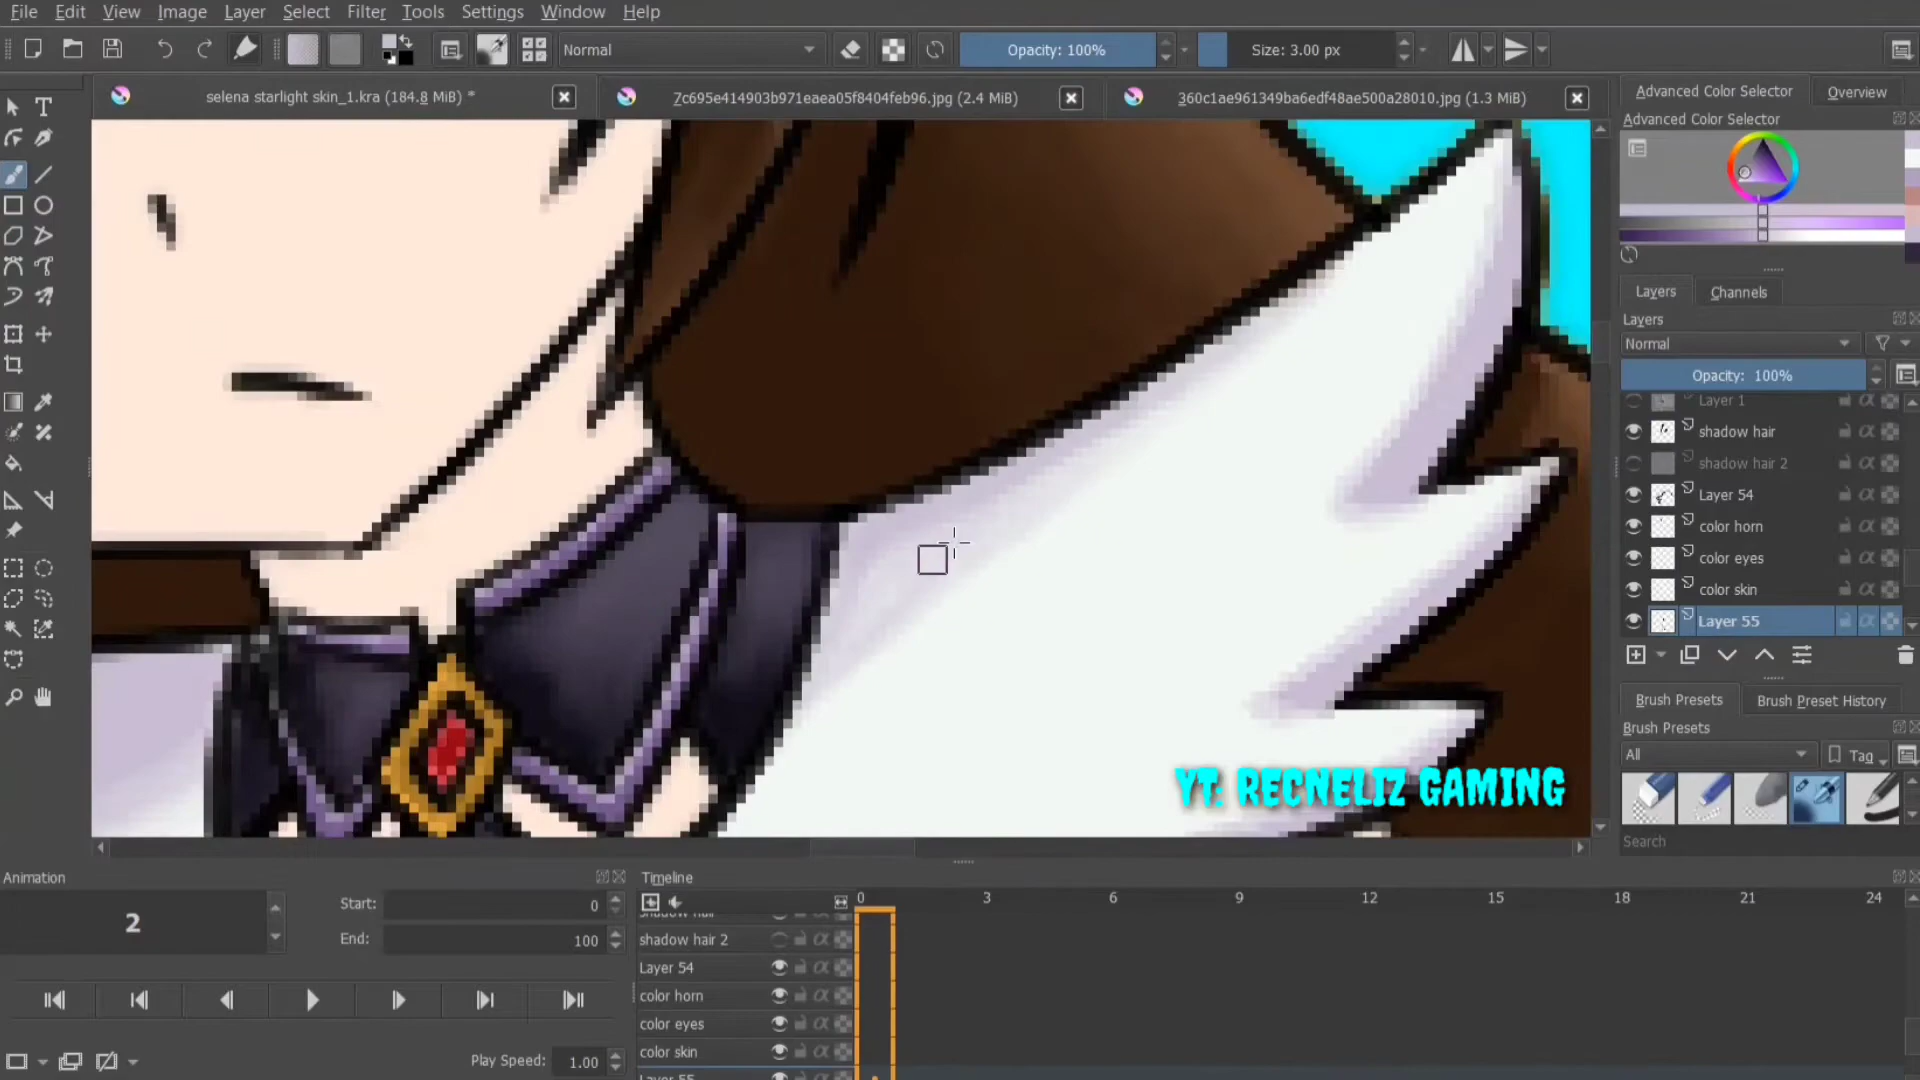 File Edit View Image Layer Select Filter Tools Settings Window Help
Normal Opacity: 100% Size: 3.00 px
selena starlight skin_1.kra (184.8 MiB) * 7c695e414903b971eaea05f8404feb96.jpg (2.4 MiB) 360c1ae961349ba6edf48ae500a28010.jpg (1.3 MiB)
Advanced Color Selector Overview
Advanced Color Selector
Layers Channels
Layers
Normal
Opacity: 100%
Layer 1
shadow hair
shadow hair 2
Layer 54
color horn
color eyes
color skin
Layer 55
Brush Presets Brush Preset History
Brush Presets
All Tag
Search
YT: RECNELIZ GAMING
Animation
2
Start: 0
End: 100
Play Speed: 1.00
Timeline
0 3 6 9 12 15 18 21 24
shadow hair
shadow hair 2
Layer 54
color horn
color eyes
color skin
Layer 55